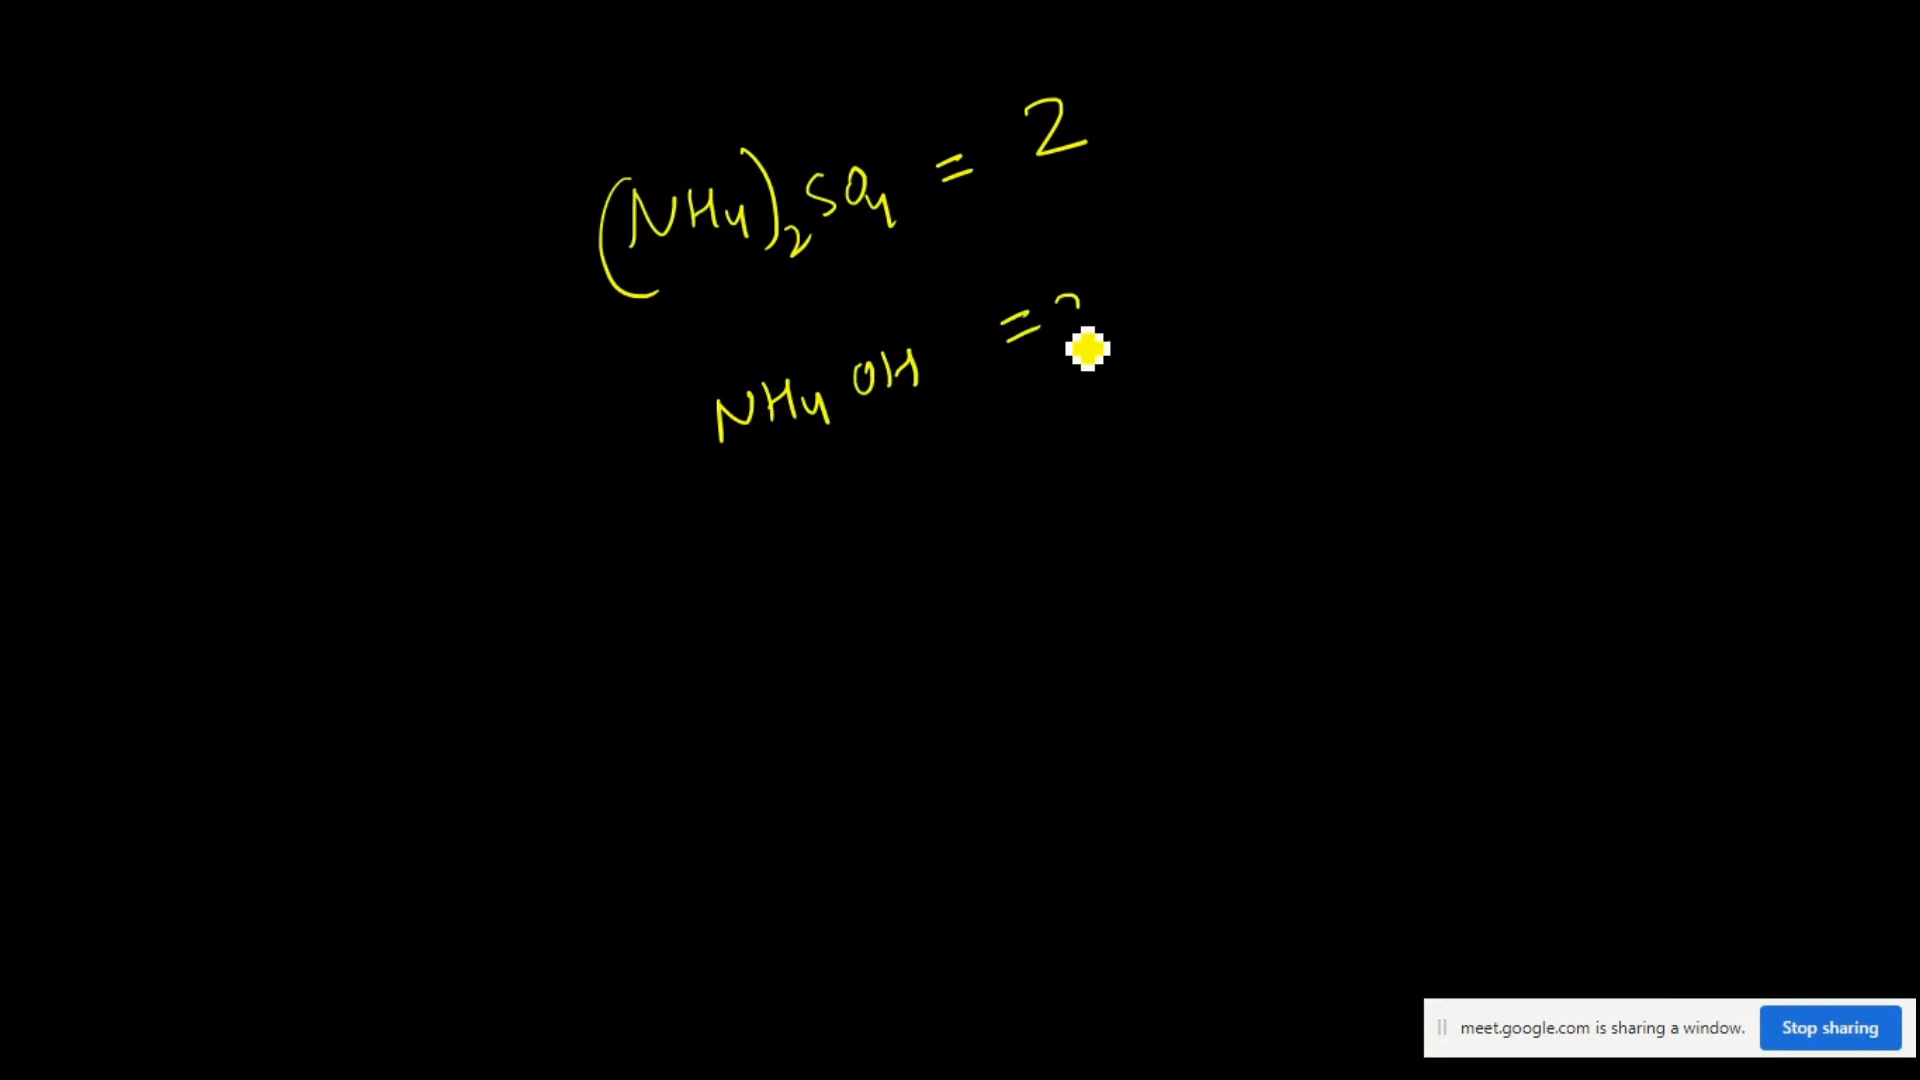 (NH4)2SO4 = 2
NH4OH =
meet.google.com is sharing a window. Stop sharing